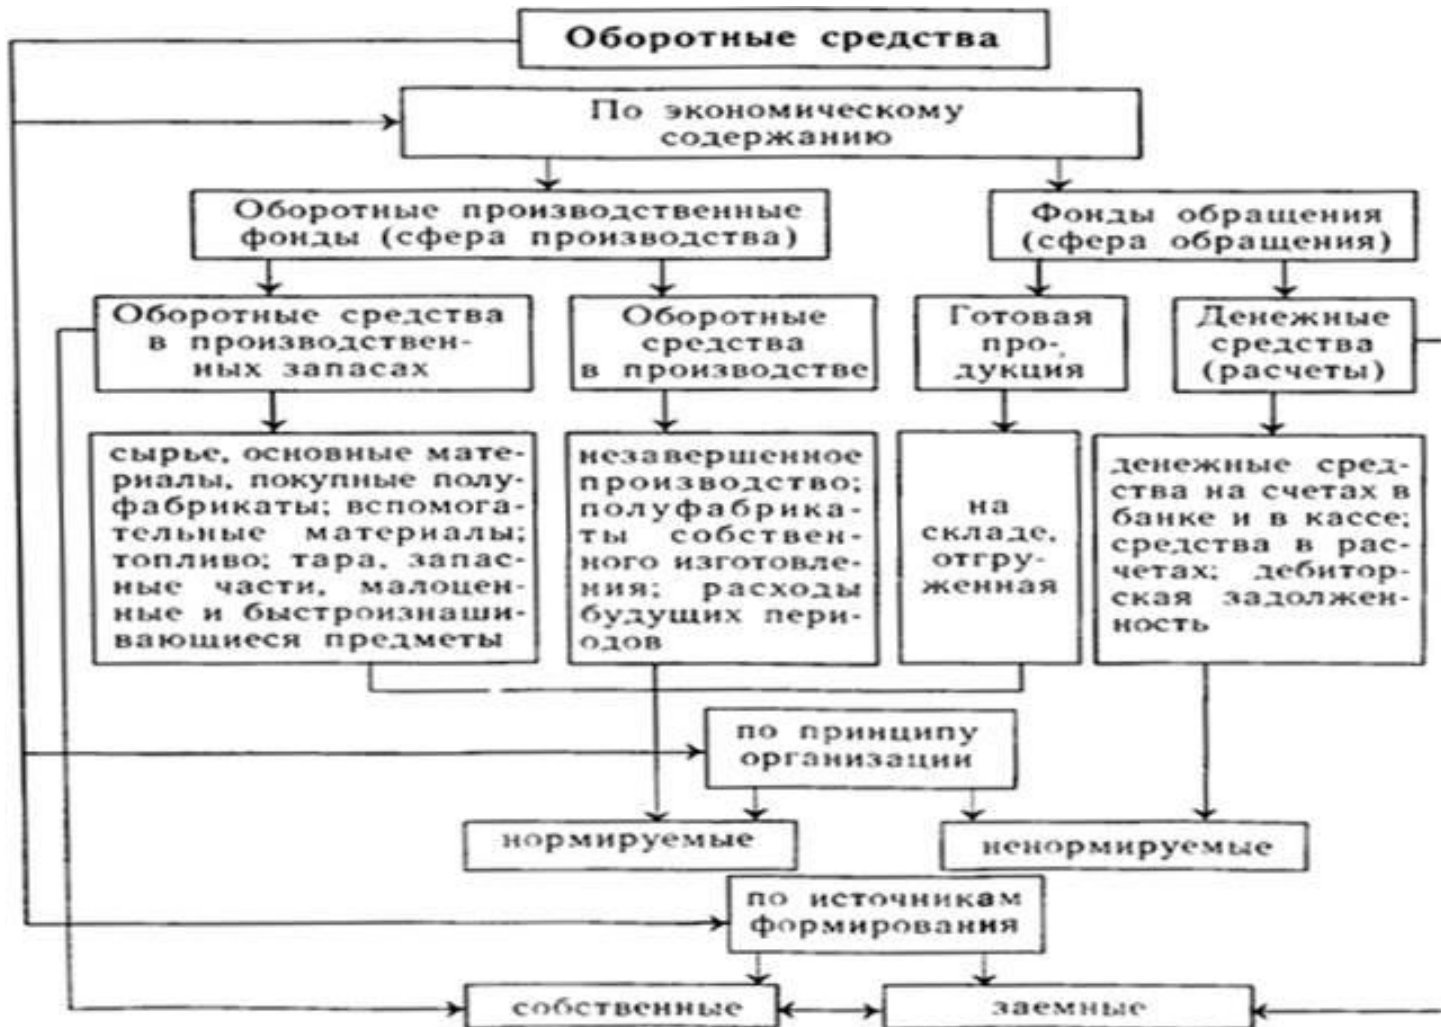 Оборотные средства
По экономическому
содержанию
Оборотные производственные
фонды (сфера производства)
Фонды обращения
(сфера обращения)
Оборотные средства
в производствен-
ных запасах
Оборотные
средства
в производстве
Готовая
про-
дукция
Денежные
средства
(расчеты)
сырье, основные мате-
риалы, покупные полу-
фабрикаты; вспомога-
тельные материалы;
топливо; тара, запас-
ные части, малоцен-
ные и быстроизнаши-
вающиеся предметы
незавершенное
производство;
полуфабрика-
ты собствен-
ного изготовле-
ния; расходы
будущих пери-
одов
на
складе,
отгру-
женная
денежные сред-
ства на счетах в
банке и в кассе;
средства в рас-
четах; дебитор-
ская задолжен-
ность
по принципу
организации
нормируемые
ненормируемые
по источникам
формирования
собственные
заемные